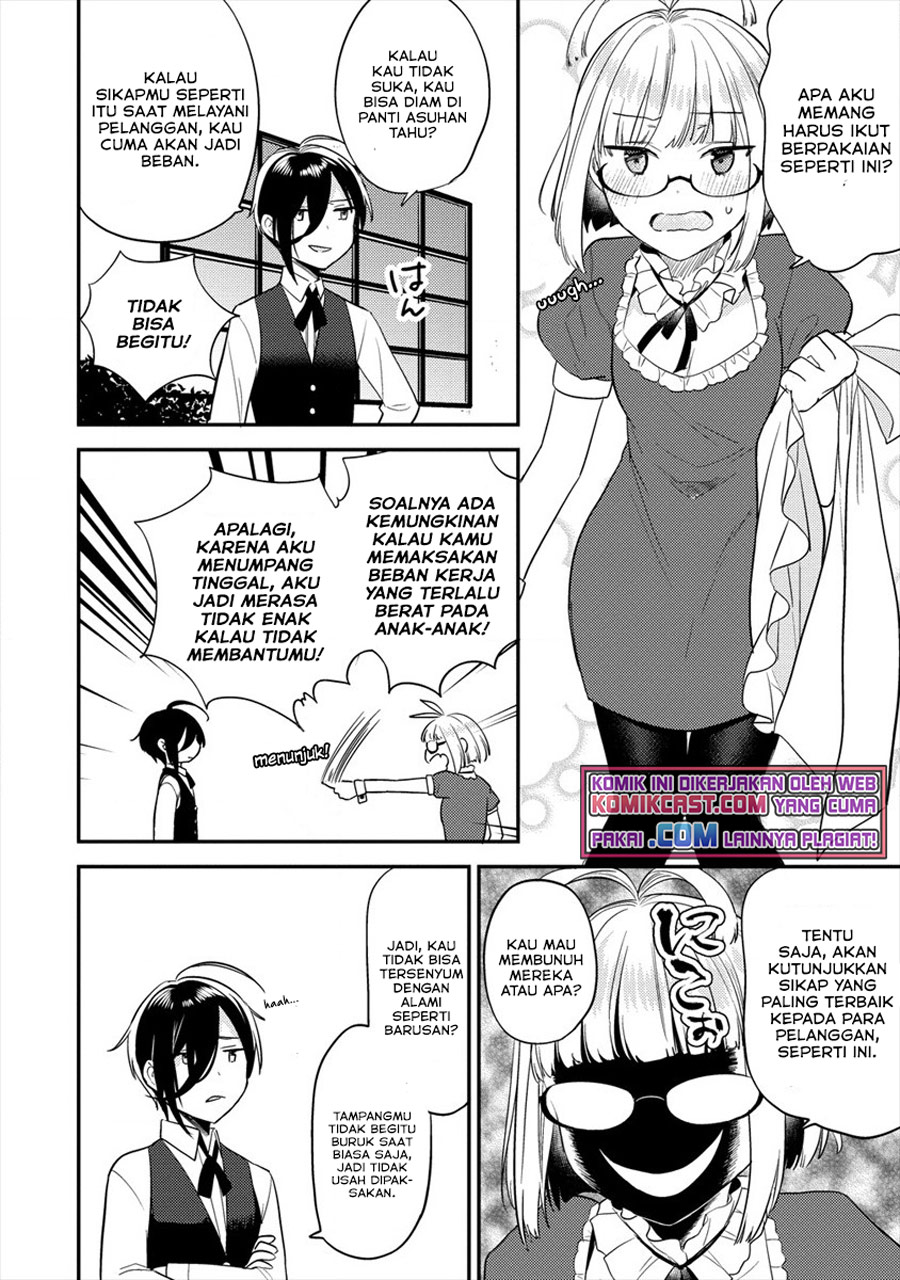 APA AKU
MEMANG
HARUS IKUT
BERPAKAIAN
SEPERTI INI?
uuugh...
KALAU
KAU TIDAK
SUKA, KAU
BISA DIAM DI
PANTI ASUHAN
TAHU?
KALAU
SIKAPMU SEPERTI
ITU SAAT MELAYANI
PELANGGAN, KAU
CUMA AKAN JADI
BEBAN.
はん
TIDAK
BISA
BEGITU!
SOALNYA ADA
KEMUNGKINAN
KALAU KAMU
MEMAKSAKAN
BEBAN KERJA
YANG TERLALU
BERAT PADA
ANAK-ANAK!
APALAGI,
KARENA AKU
MENUMPANG
TINGGAL, AKU
JADI MERASA
TIDAK ENAK
KALAU TIDAK
MEMBANTUMU!
menunjuk!
KOMIK INI DIKERJAKAN OLEH WEB
KOMIKCAST.COM YANG CUMA
PAKAI .COM LAINNYA PLAGIAT!
TENTU
SAJA, AKAN
KUTUNJUKKAN
SIKAP YANG
PALING TERBAIK
KEPADA PARA
PELANGGAN,
SEPERTI INI.
にこぉ
KAU MAU
MEMBUNUH
MEREKA
ATAU APA?
JADI, KAU
TIDAK BISA
TERSENYUM
DENGAN
ALAMI
SEPERTI
BARUSAN?
haah...
TAMPANGMU
TIDAK BEGITU
BURUK SAAT
BIASA SAJA,
JADI TIDAK
USAH DIPAK-
SAKAN.